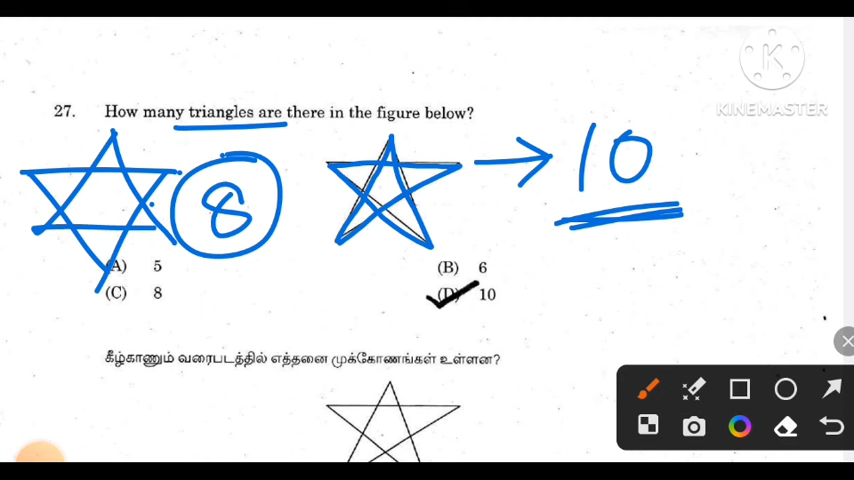 KINEMASTER
27. How many triangles are there in the figure below?
8
10
(A) 5
(B) 6
(C) 8
(D) 10
கீழ்காணும் வரைபடத்தில் எத்தனை முக்கோணங்கள் உள்ளன?